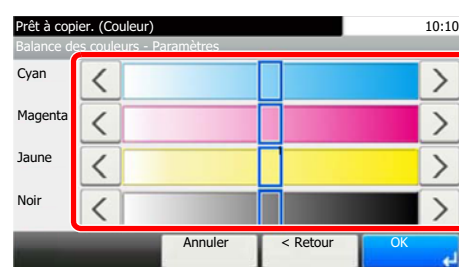 Prêt à copier. (Couleur) 10:10
Balance des couleurs - Paramètres
Cyan
Magenta
Jaune
Noir
Annuler < Retour OK